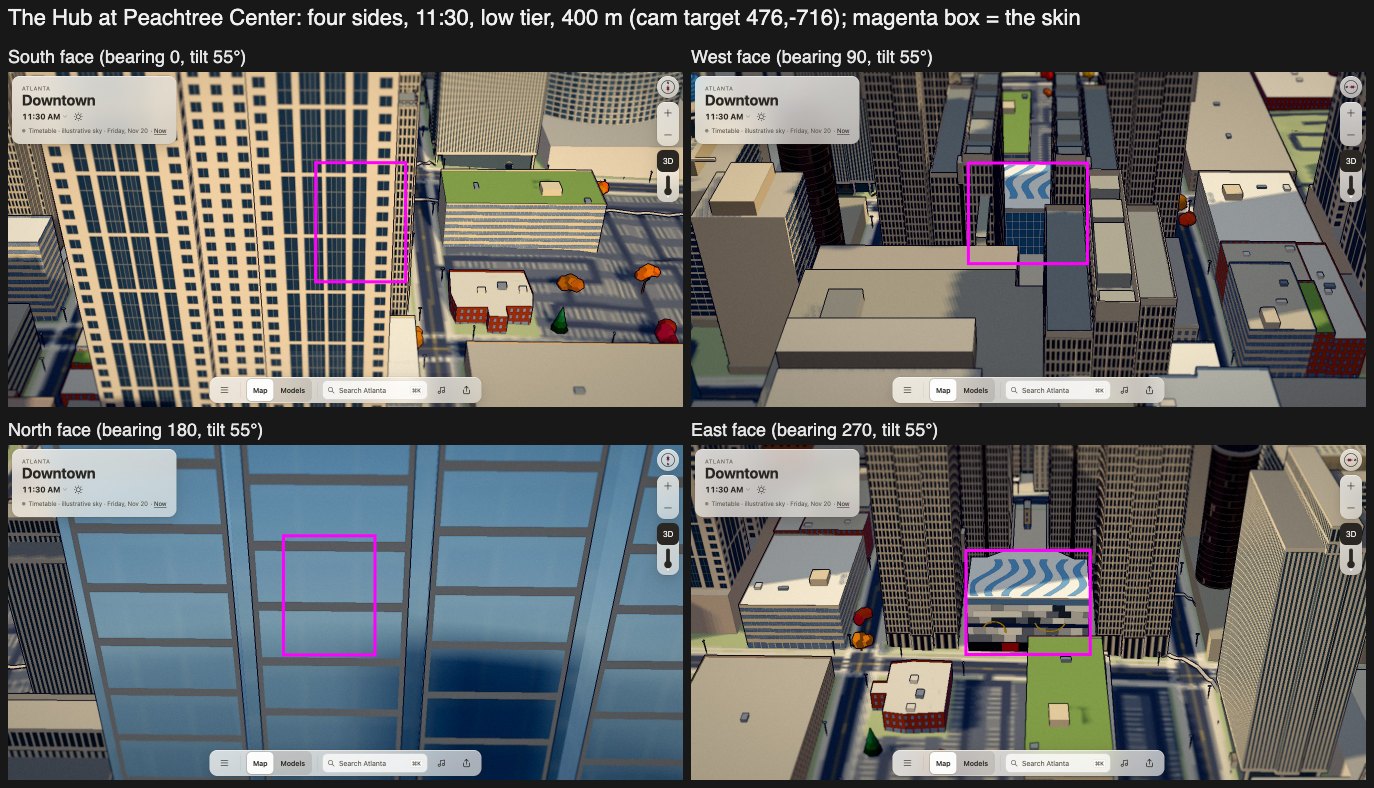 The Hub at Peachtree Center: four sides, 11:30, low tier, 400 m (cam target 476,-716); magenta box = the skin
South face (bearing 0, tilt 55°)
West face (bearing 90, tilt 55°)
ATLANTA
Downtown
11:30 AM
Timetable · illustrative sky · Friday, Nov 20 · Now
3D
Map
Models
Search Atlanta
⌘K
ATLANTA
Downtown
11:30 AM
Timetable · illustrative sky · Friday, Nov 20 · Now
3D
Map
Models
Search Atlanta
⌘K
North face (bearing 180, tilt 55°)
East face (bearing 270, tilt 55°)
ATLANTA
Downtown
11:30 AM
Timetable · illustrative sky · Friday, Nov 20 · Now
3D
Map
Models
Search Atlanta
⌘K
ATLANTA
Downtown
11:30 AM
Timetable · illustrative sky · Friday, Nov 20 · Now
3D
Map
Models
Search Atlanta
⌘K